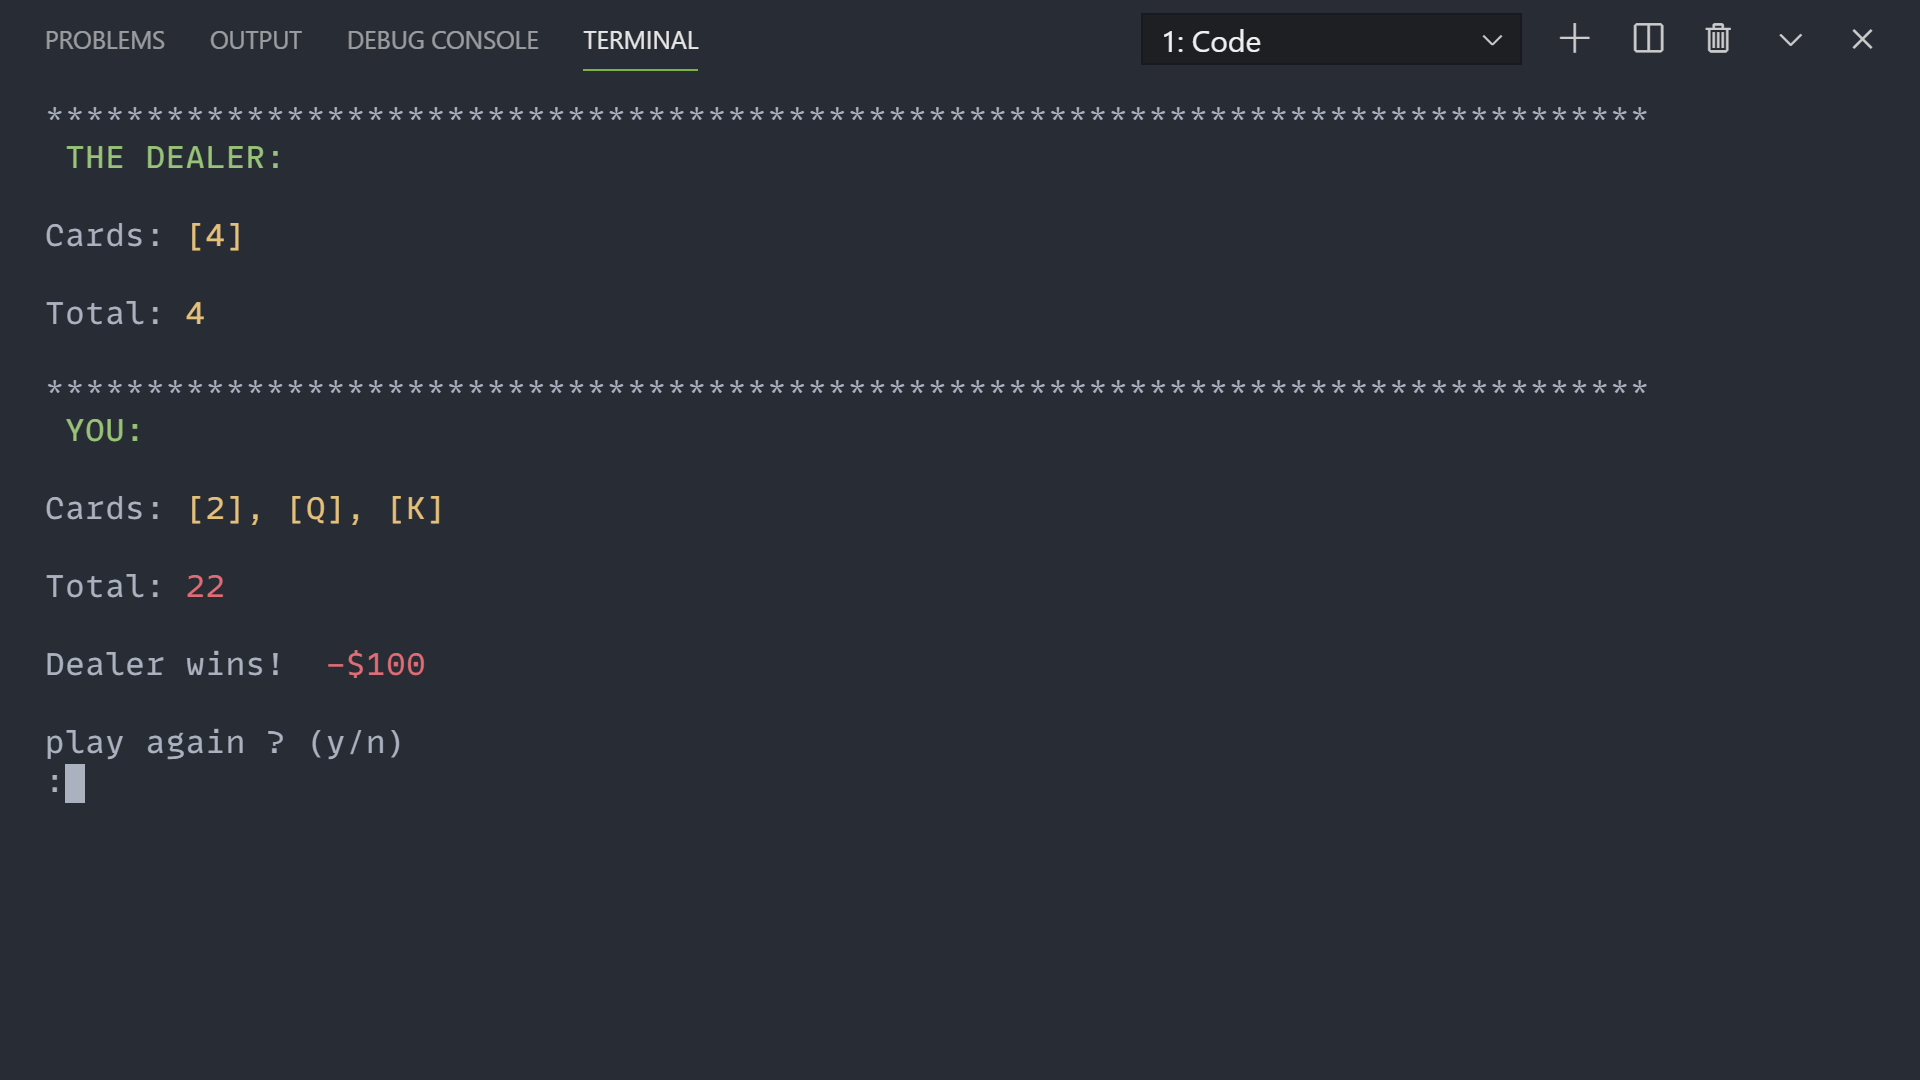 PROBLEMS OUTPUT DEBUG CONSOLE TERMINAL 1: Code
********************************************************************************
THE DEALER:
Cards: [4]
Total: 4
********************************************************************************
YOU:
Cards: [2], [Q], [K]
Total: 22
Dealer wins!  -$100
play again ? (y/n)
: